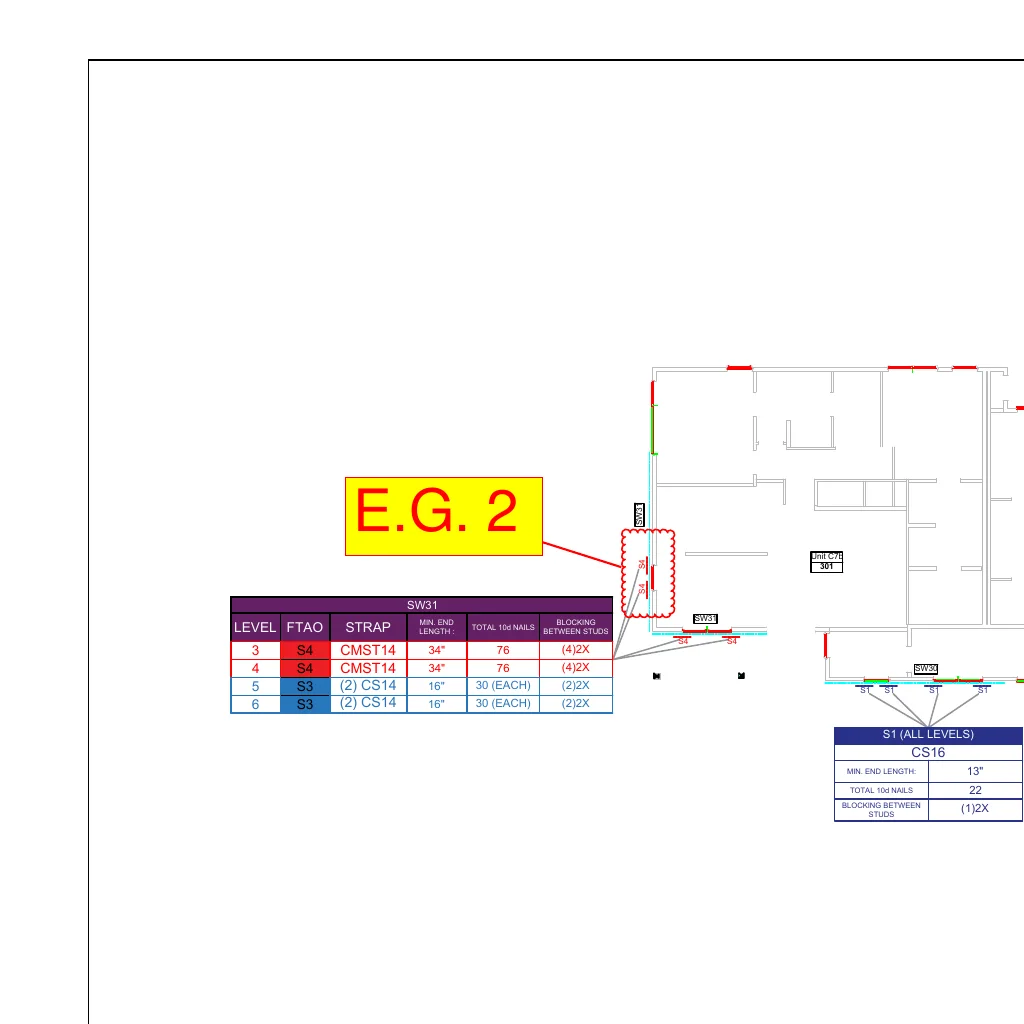 E.G. 2
SW31
S4
S4
Unit C7E
301
SW31
S4
S4
SW31
LEVEL FTAO STRAP MIN. END LENGTH : TOTAL 10d NAILS BLOCKING BETWEEN STUDS
3 S4 CMST14 34" 76 (4)2X
4 S4 CMST14 34" 76 (4)2X
5 S3 (2) CS14 16" 30 (EACH) (2)2X
6 S3 (2) CS14 16" 30 (EACH) (2)2X
SW30
S1 S1 S1 S1
S1 (ALL LEVELS)
CS16
MIN. END LENGTH: 13"
TOTAL 10d NAILS 22
BLOCKING BETWEEN STUDS (1)2X